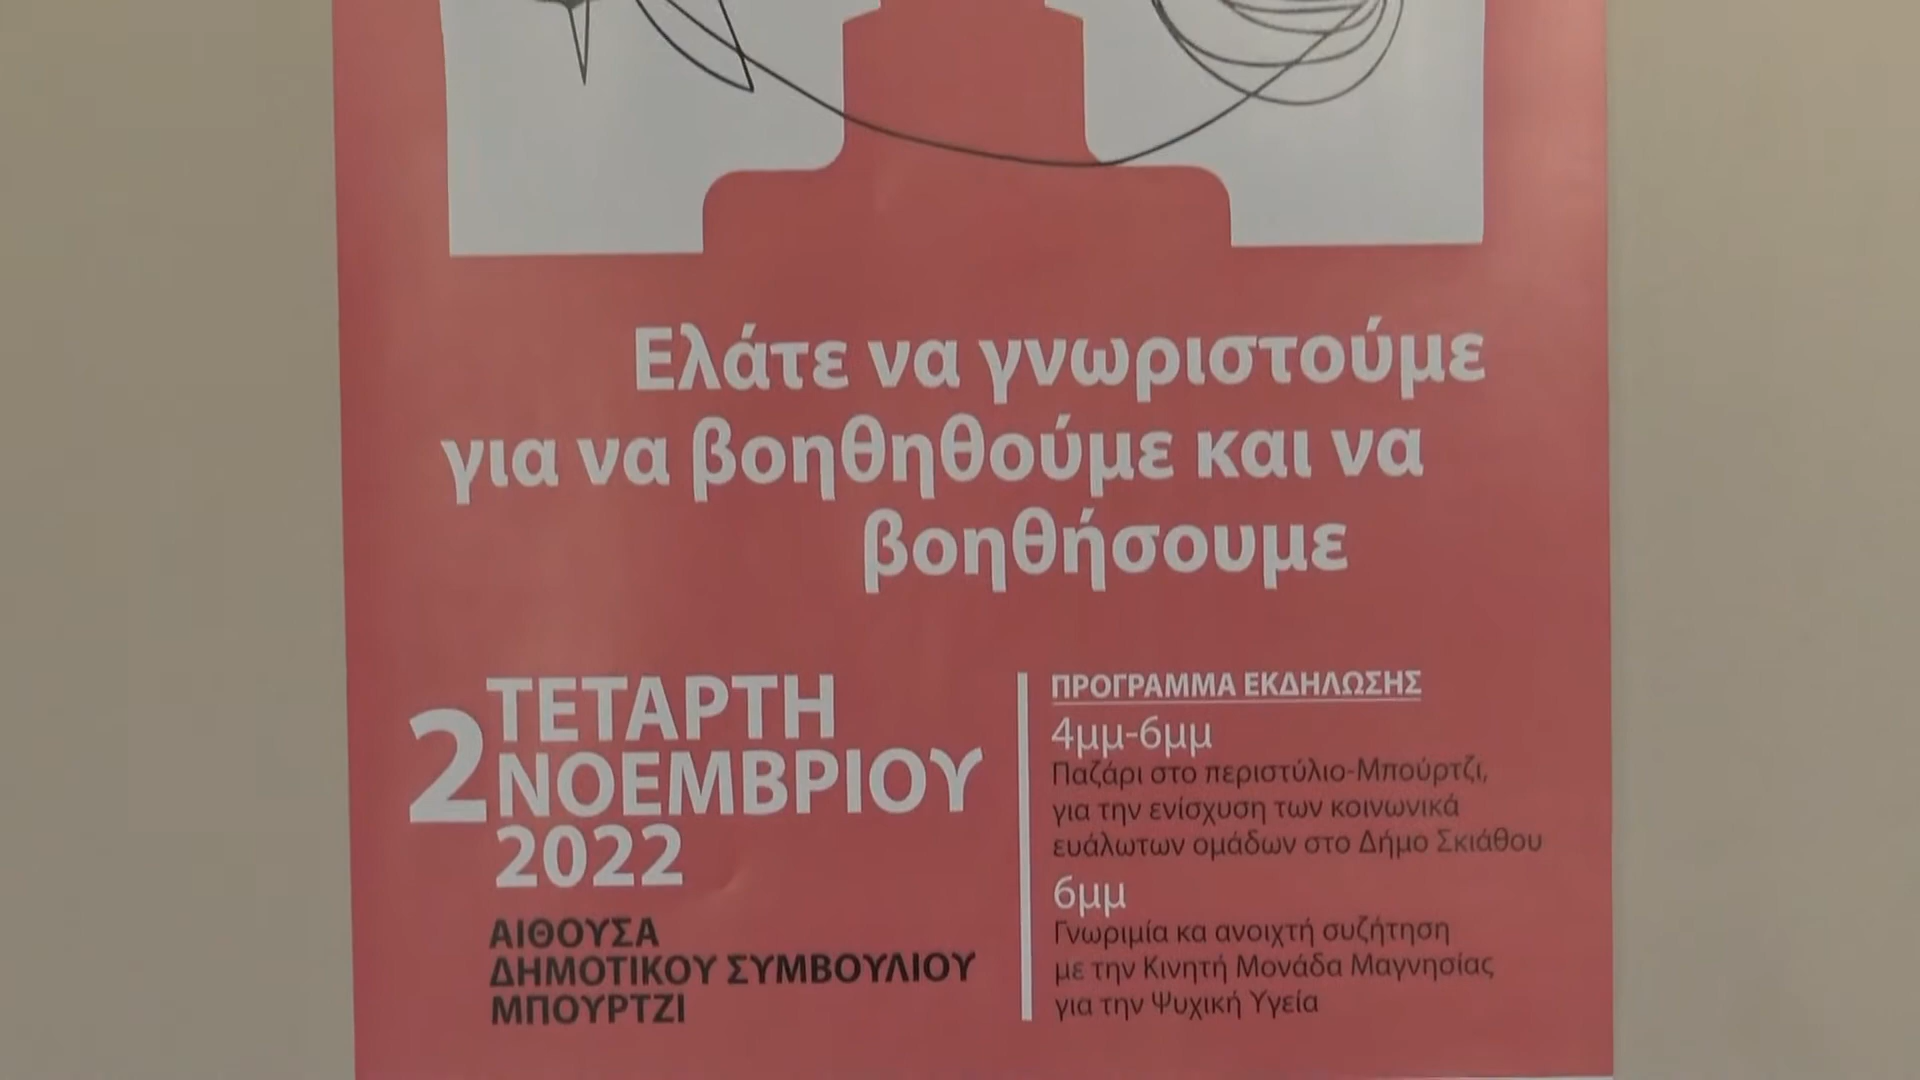 Ελάτε να γνωριστούμε
για να βοηθηθούμε και να
βοηθήσουμε
2 ΤΕΤΑΡΤΗ
ΝΟΕΜΒΡΙΟΥ
2022
ΑΙΘΟΥΣΑ
ΔΗΜΟΤΙΚΟΥ ΣΥΜΒΟΥΛΙΟΥ
ΜΠΟΥΡΤΖΙ
ΠΡΟΓΡΑΜΜΑ ΕΚΔΗΛΩΣΗΣ
4μμ-6μμ
Παζάρι στο περιστύλιο-Μπούρτζι,
για την ενίσχυση των κοινωνικά
ευάλωτων ομάδων στο Δήμο Σκιάθου
6μμ
Γνωριμία κα ανοιχτή συζήτηση
με την Κινητή Μονάδα Μαγνησίας
για την Ψυχική Υγεία